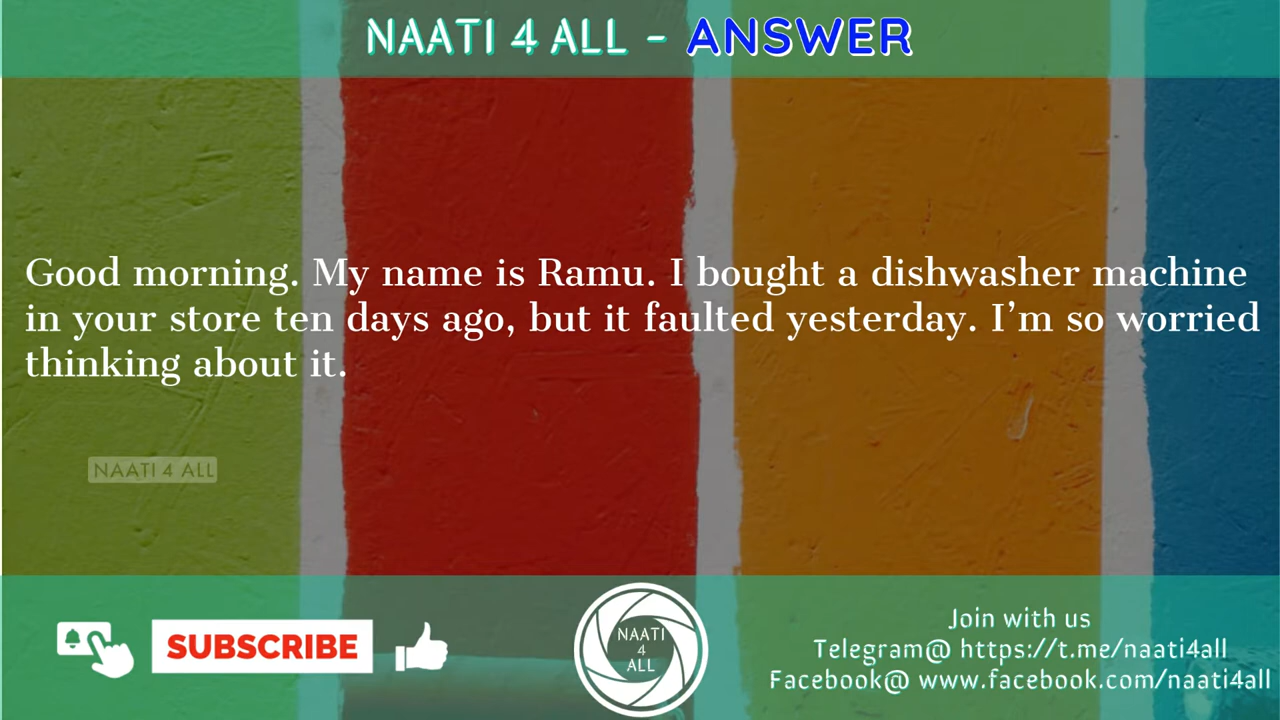 NAATI 4 ALL - ANSWER
Good morning. My name is Ramu. I bought a dishwasher machine
in your store ten days ago, but it faulted yesterday. I’m so worried
thinking about it.
NAATI 4 ALL
SUBSCRIBE
NAATI
4
ALL
Join with us
Telegram@ https://t.me/naati4all
Facebook@ www.facebook.com/naati4all